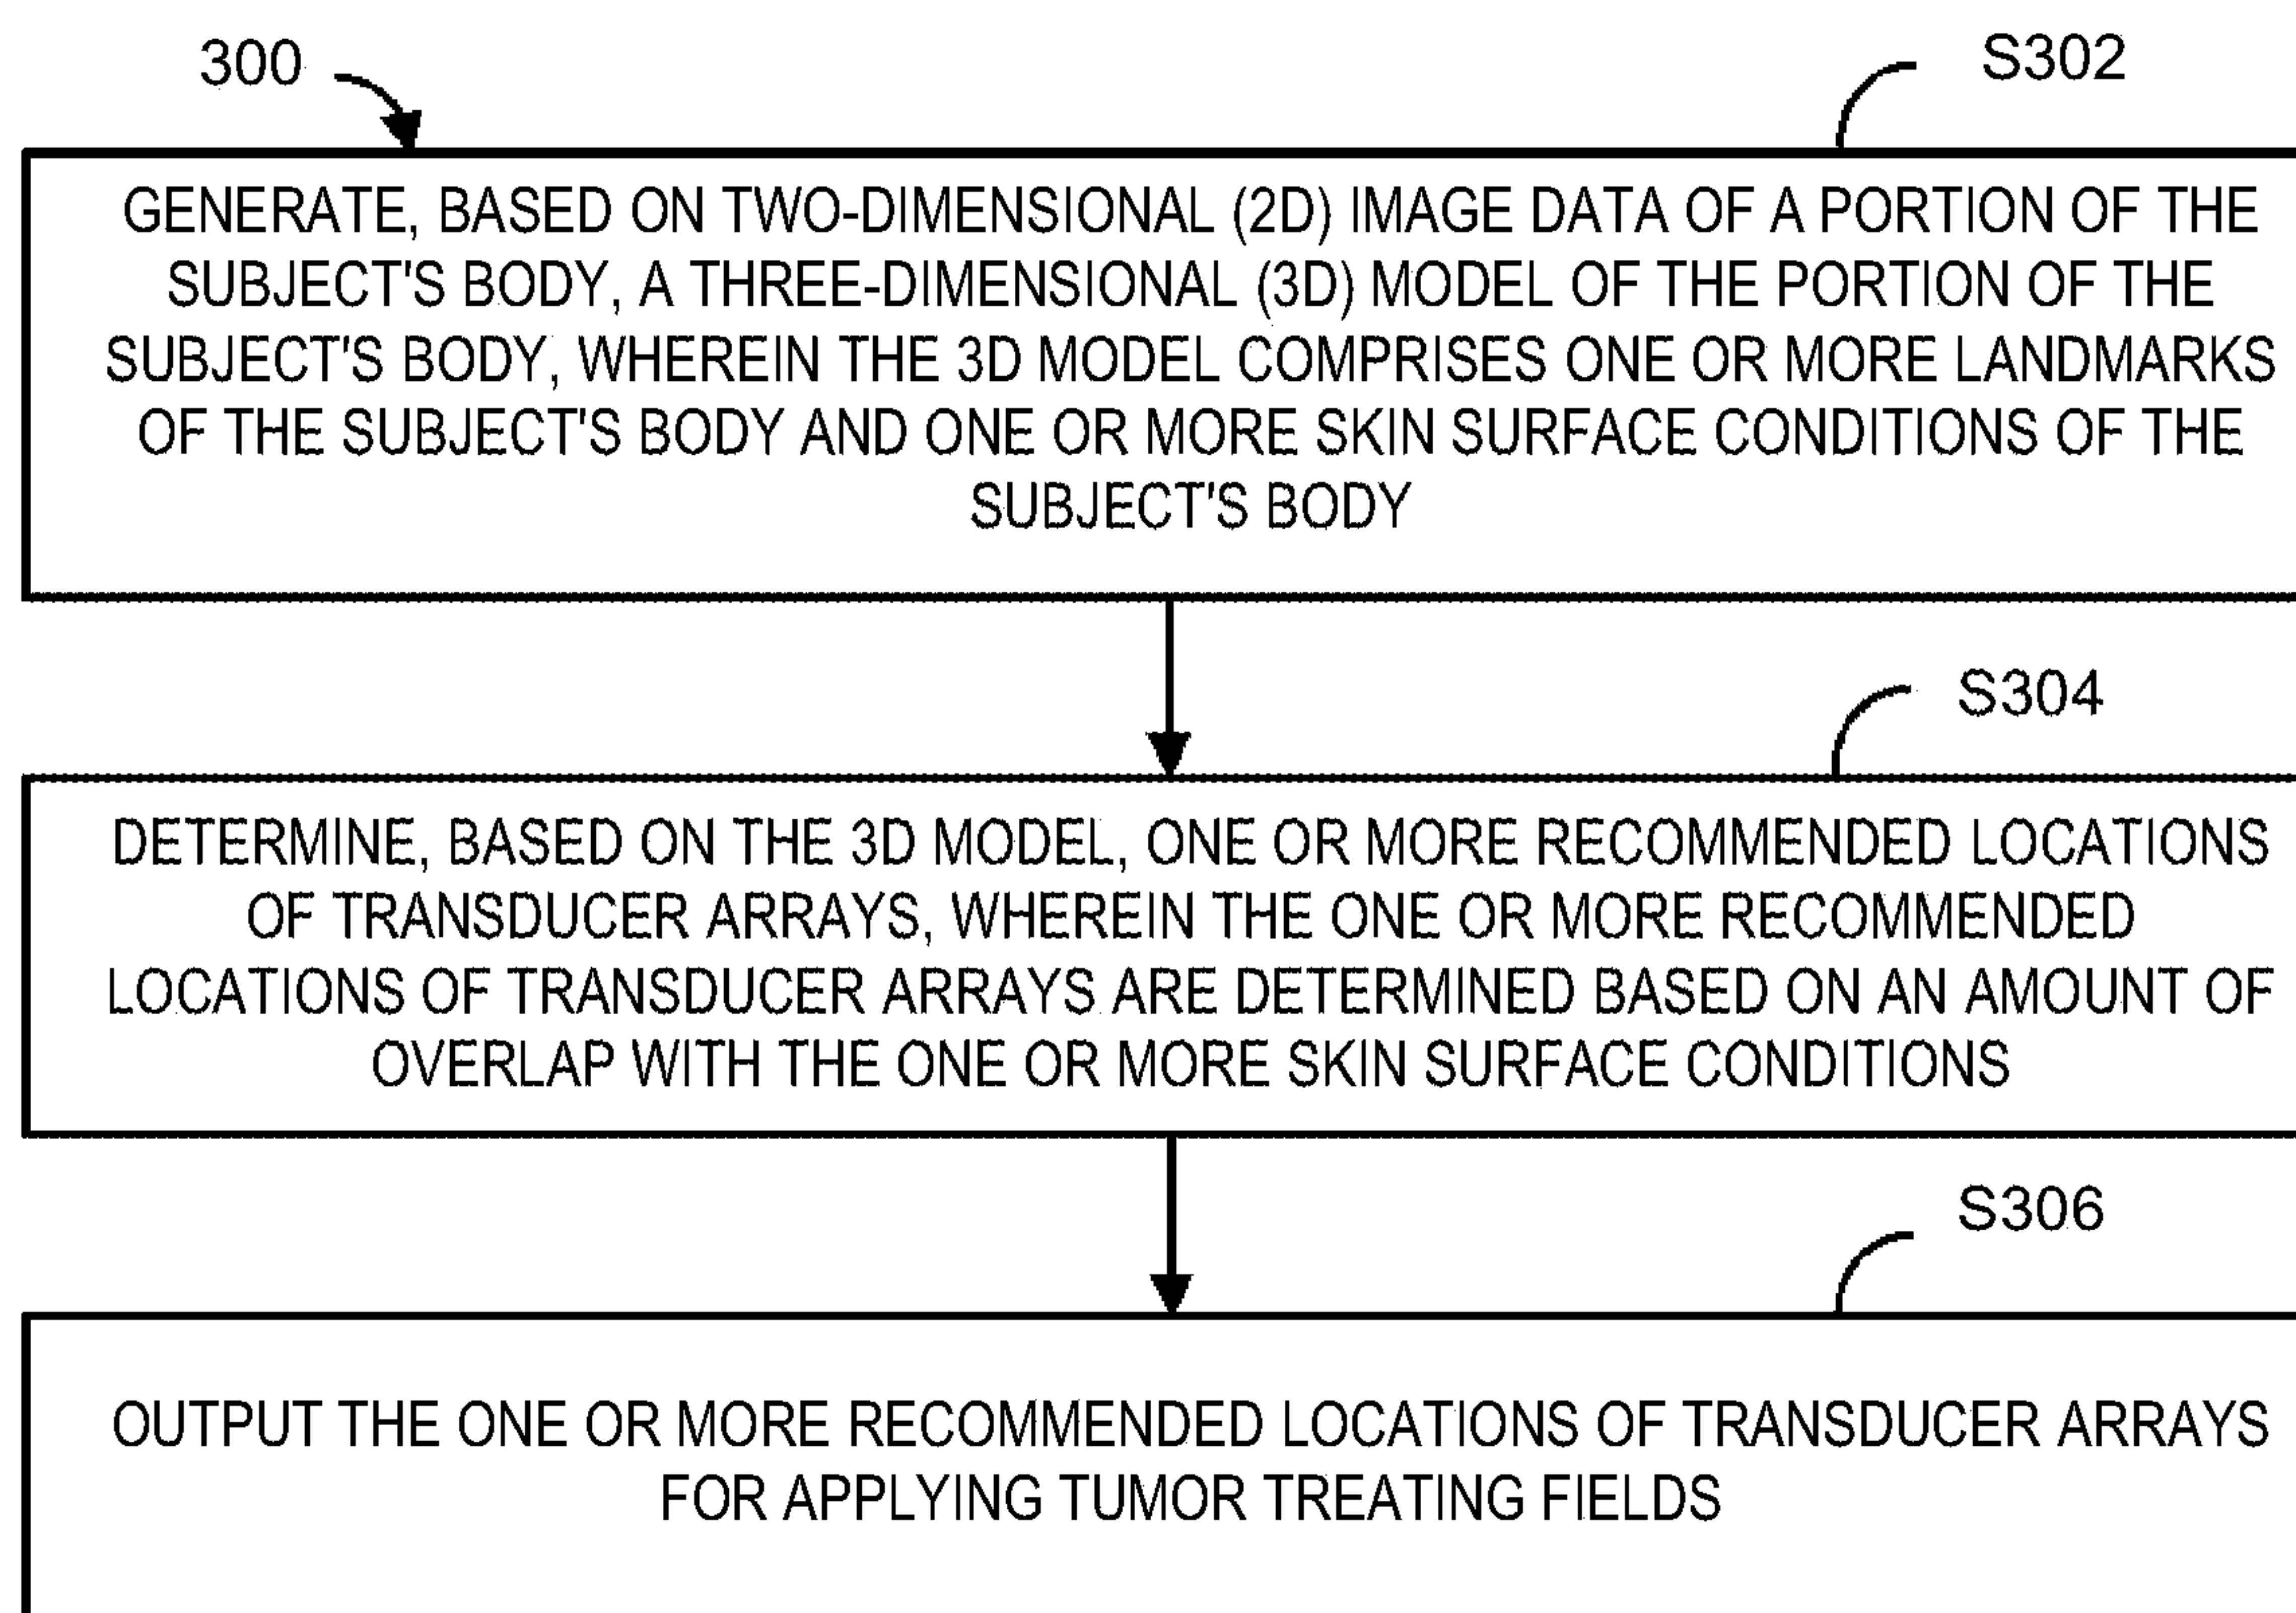 300
S302
GENERATE, BASED ON TWO-DIMENSIONAL (2D) IMAGE DATA OF A PORTION OF THE
SUBJECT'S BODY, A THREE-DIMENSIONAL (3D) MODEL OF THE PORTION OF THE
SUBJECT'S BODY, WHEREIN THE 3D MODEL COMPRISES ONE OR MORE LANDMARKS
OF THE SUBJECT'S BODY AND ONE OR MORE SKIN SURFACE CONDITIONS OF THE
SUBJECT'S BODY
S304
DETERMINE, BASED ON THE 3D MODEL, ONE OR MORE RECOMMENDED LOCATIONS
OF TRANSDUCER ARRAYS, WHEREIN THE ONE OR MORE RECOMMENDED
LOCATIONS OF TRANSDUCER ARRAYS ARE DETERMINED BASED ON AN AMOUNT OF
OVERLAP WITH THE ONE OR MORE SKIN SURFACE CONDITIONS
S306
OUTPUT THE ONE OR MORE RECOMMENDED LOCATIONS OF TRANSDUCER ARRAYS
FOR APPLYING TUMOR TREATING FIELDS